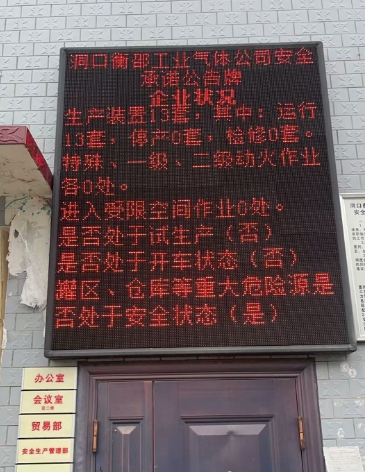 洞口衡邵工业气体公司安全
承诺公告牌
企业状况
生产装置13套，其中：运行
13套，停产0套，检修0套。
特殊、一级、二级动火作业
各0处。
进入受限空间作业0处。
是否处于试生产（否）
是否处于开车状态（否）
罐区、仓库等重大危险源是
否处于安全状态（是）
办公室
会议室
贸易部
安全生产管理部